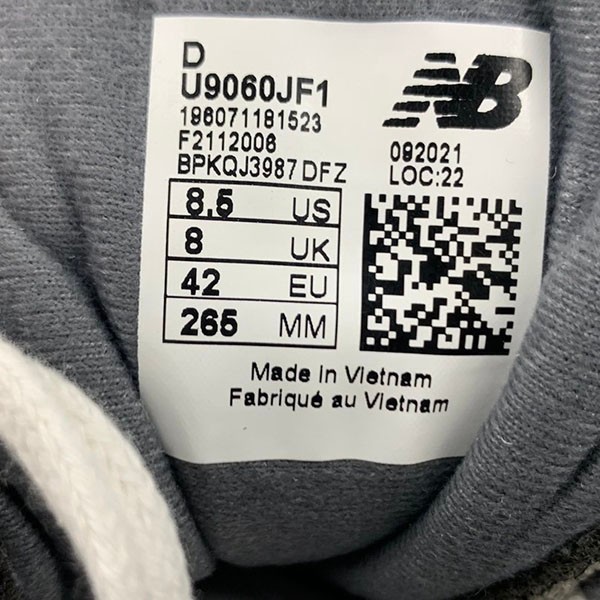 D
U9060JF1
196071181523
F2112006
BPKQJ3987 DFZ
NB
092021
LOC:22
8.5 US
8 UK
42 EU
265 MM
Made in Vietnam
Fabriqué au Vietnam